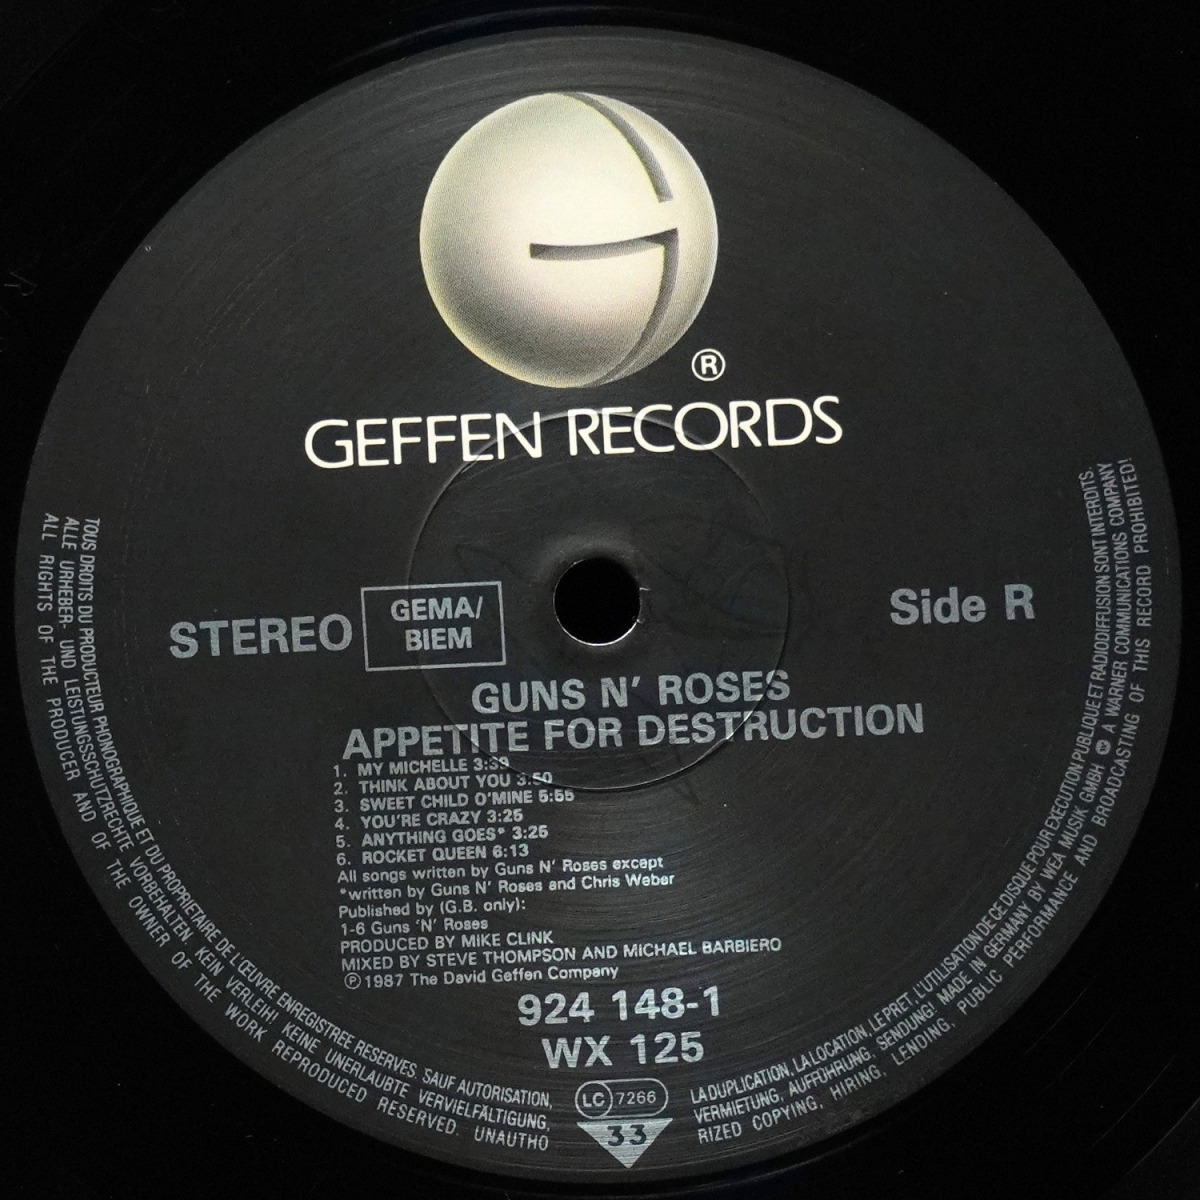 ®
GEFFEN RECORDS
STEREO
GEMA/
BIEM
Side R
GUNS N' ROSES
APPETITE FOR DESTRUCTION
1. MY MICHELLE 3:39
2. THINK ABOUT YOU 3:50
3. SWEET CHILD O'MINE 5:55
4. YOU'RE CRAZY 3:25
5. ANYTHING GOES* 3:25
6. ROCKET QUEEN 6:13
All songs written by Guns N' Roses except
*written by Guns N' Roses and Chris Weber
Published by (G.B. only):
1-6 Guns 'N' Roses
PRODUCED BY MIKE CLINK
MIXED BY STEVE THOMPSON AND MICHAEL BARBIERO
℗ 1987 The David Geffen Company
924 148-1
WX 125
LC 7266
33
TOUS DROITS DU PRODUCTEUR PHONOGRAPHIQUE ET DU PROPRIETAIRE DE L'ŒUVRE ENREGISTREE RESERVES. SAUF AUTORISATION, LA DUPLICATION, LA LOCATION, LE PRET, L'UTILISATION DE CE DISQUE POUR EXECUTION PUBLIQUE ET RADIODIFFUSION SONT INTERDITS.
ALLE URHEBER- UND LEISTUNGSSCHUTZRECHTE VORBEHALTEN. KEIN VERLEIH! KEINE UNERLAUBTE VERVIELFÄLTIGUNG, VERMIETUNG, AUFFÜHRUNG, SENDUNG! MADE IN GERMANY BY WEA MUSIK GMBH A WARNER COMMUNICATIONS COMPANY
ALL RIGHTS OF THE PRODUCER AND OF THE OWNER OF THE WORK REPRODUCED RESERVED. UNAUTHORIZED COPYING, HIRING, LENDING, PUBLIC PERFORMANCE AND BROADCASTING OF THIS RECORD PROHIBITED!